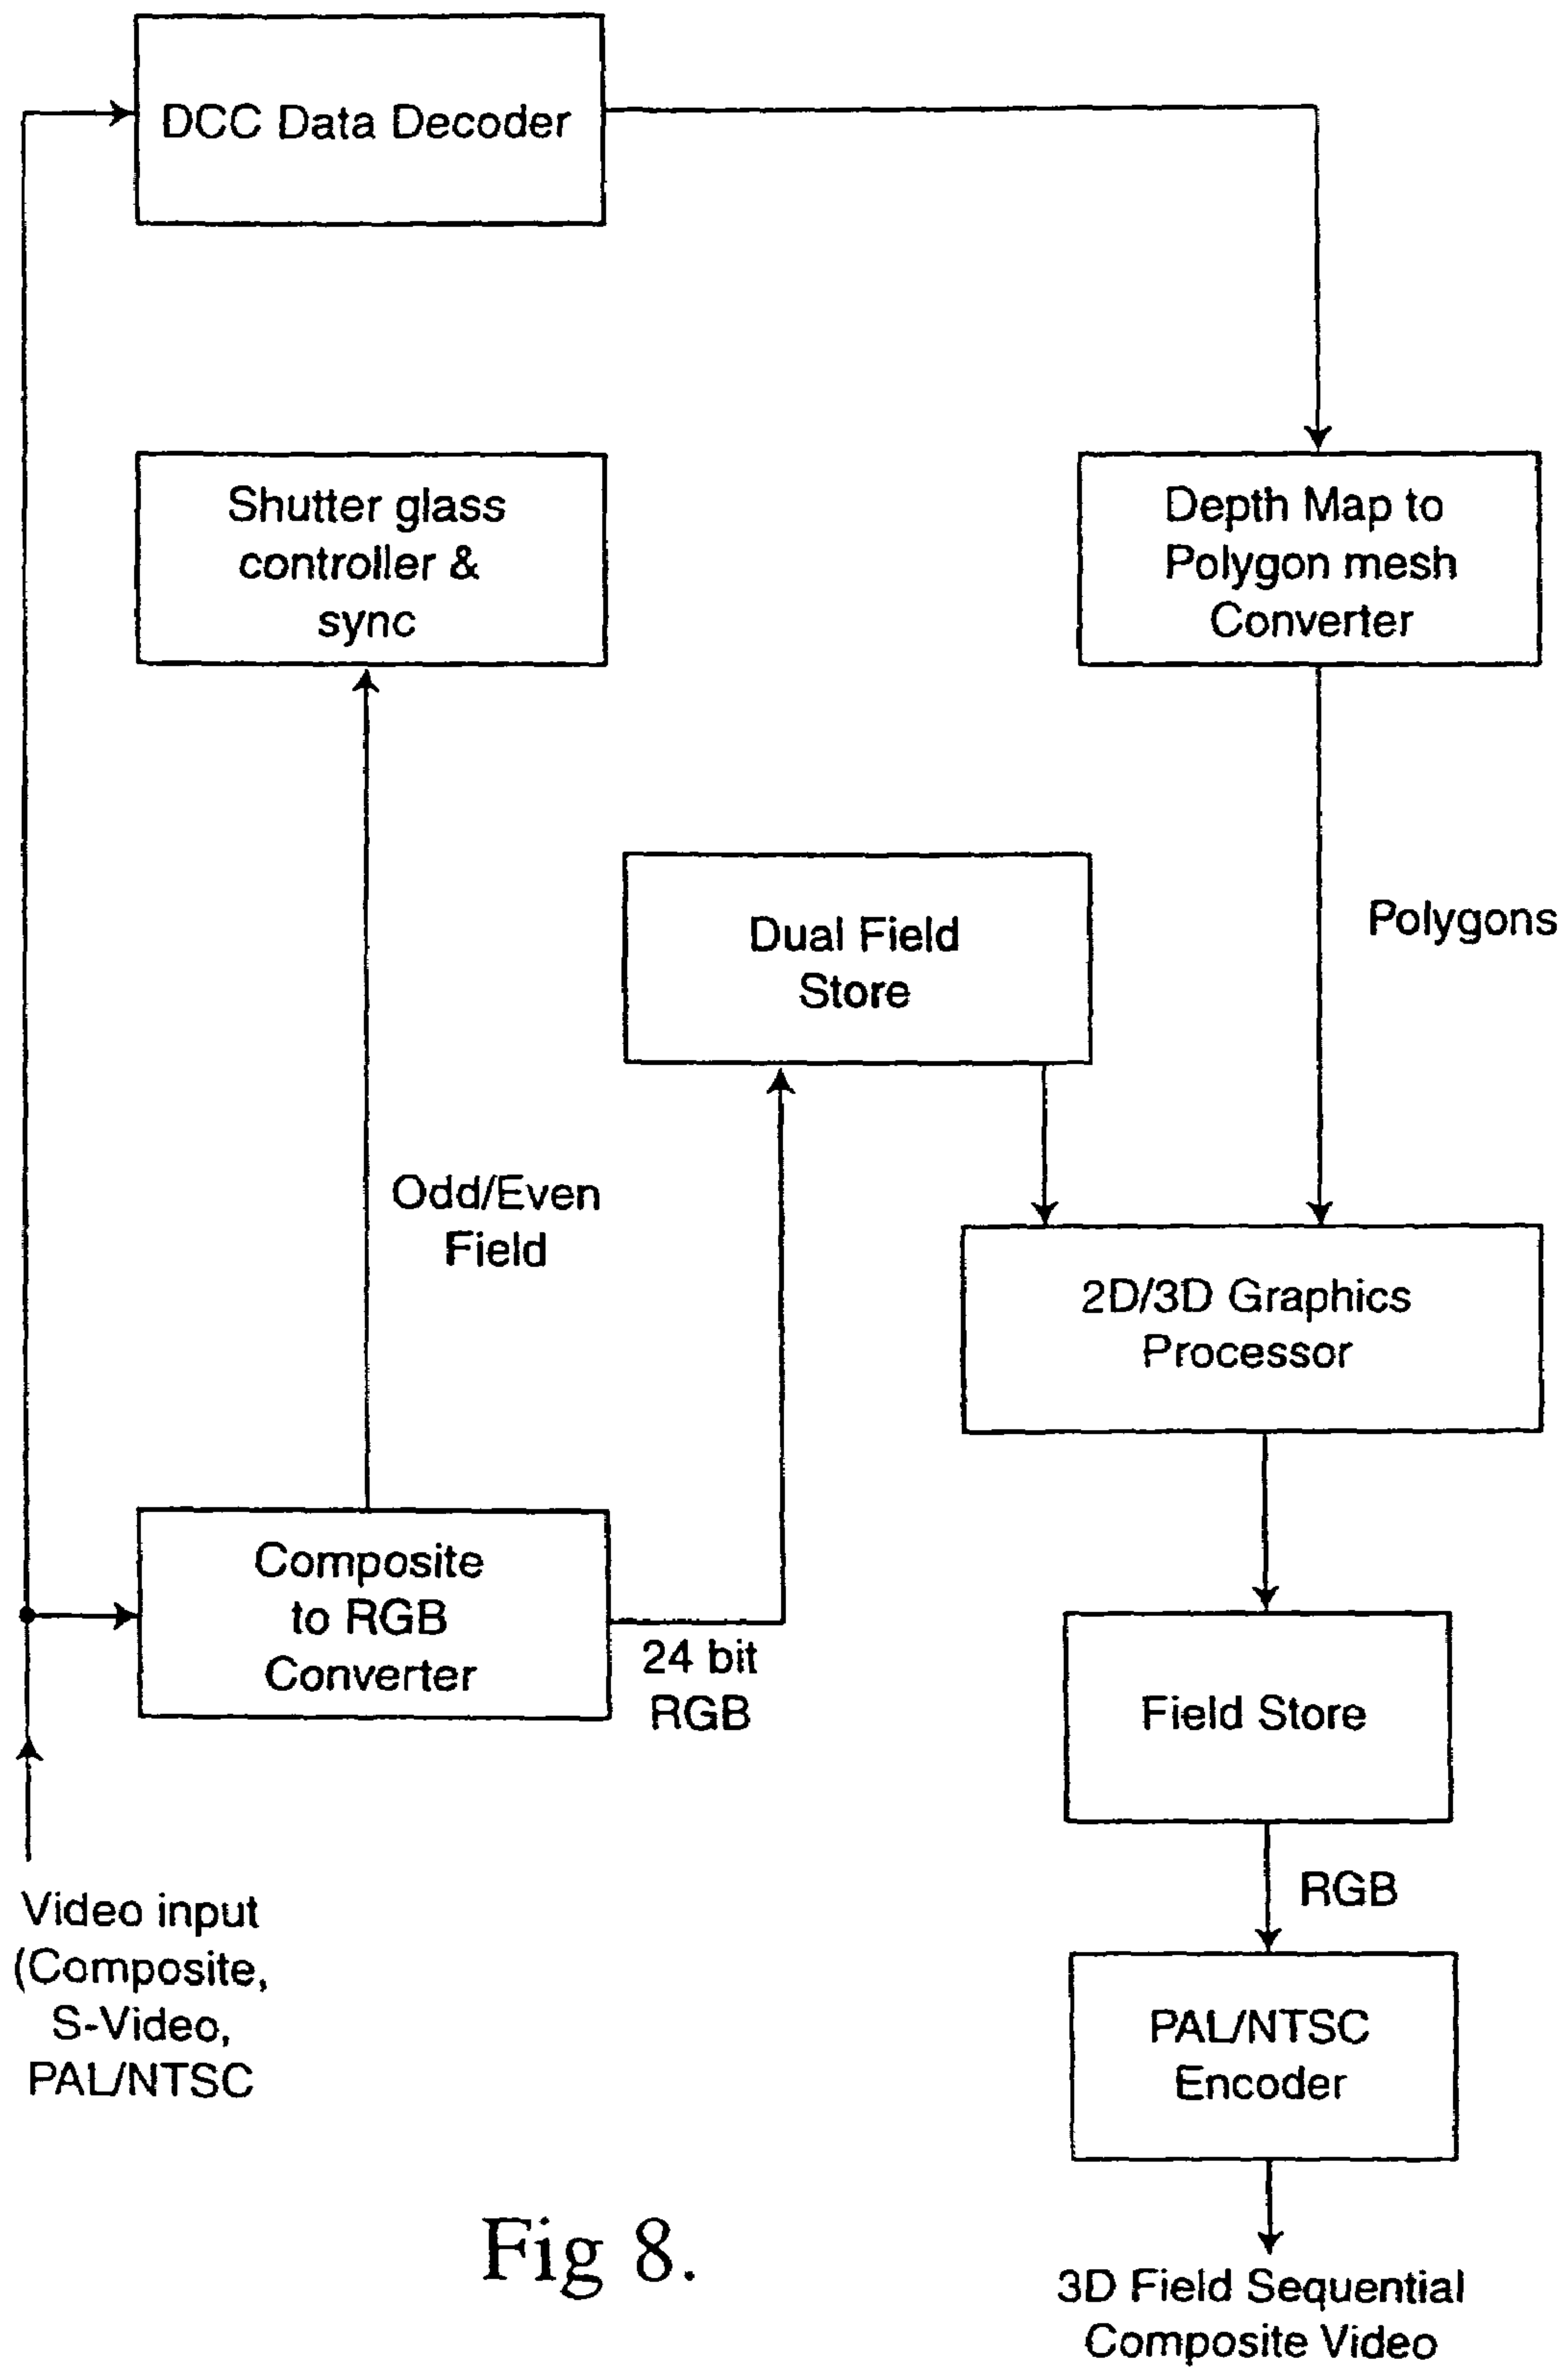 DCC Data Decoder
Shutter glass
controller &
sync
Depth Map to
Polygon mesh
Converter
Dual Field
Store
Polygons
Odd/Even
Field
2D/3D Graphics
Processor
Composite
to RGB
Converter
24 bit
RGB
Field Store
RGB
Video input
(Composite,
S-Video,
PAL/NTSC
PAL/NTSC
Encoder
3D Field Sequential
Composite Video
Fig 8.